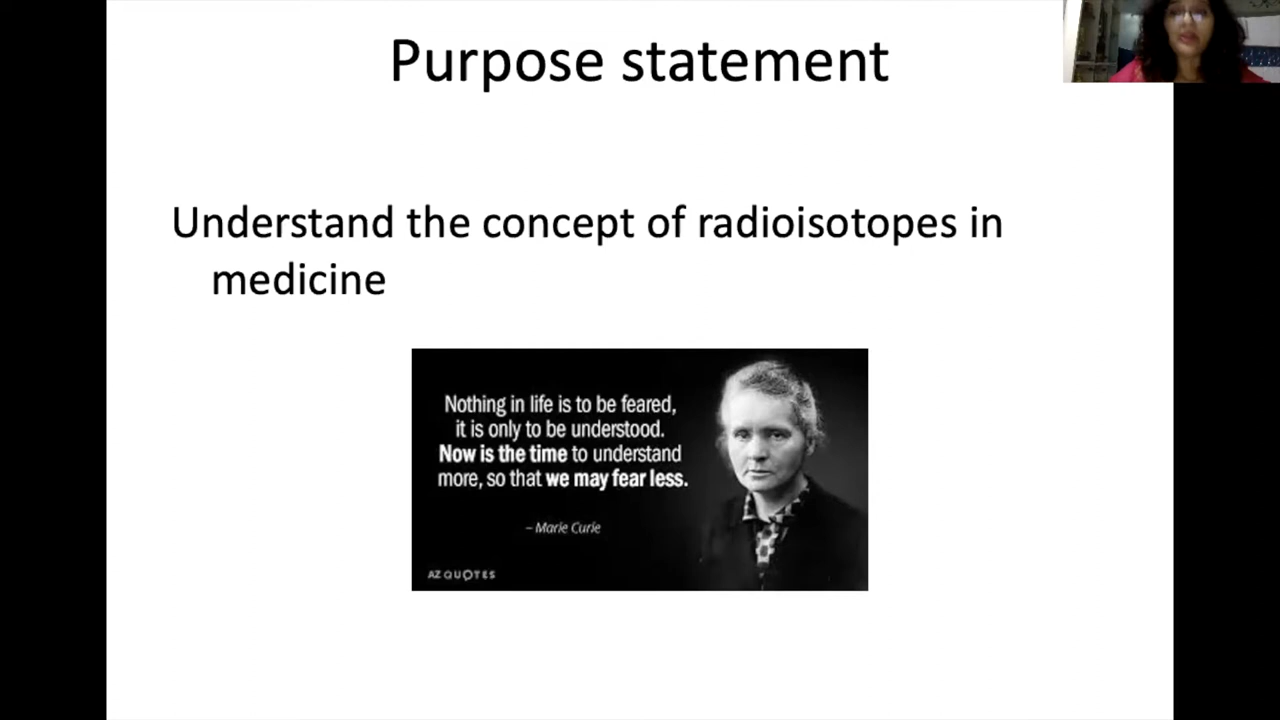 Purpose statement
Understand the concept of radioisotopes in
medicine
Nothing in life is to be feared,
it is only to be understood.
Now is the time to understand
more, so that we may fear less.
– Marie Curie
AZ QUOTES